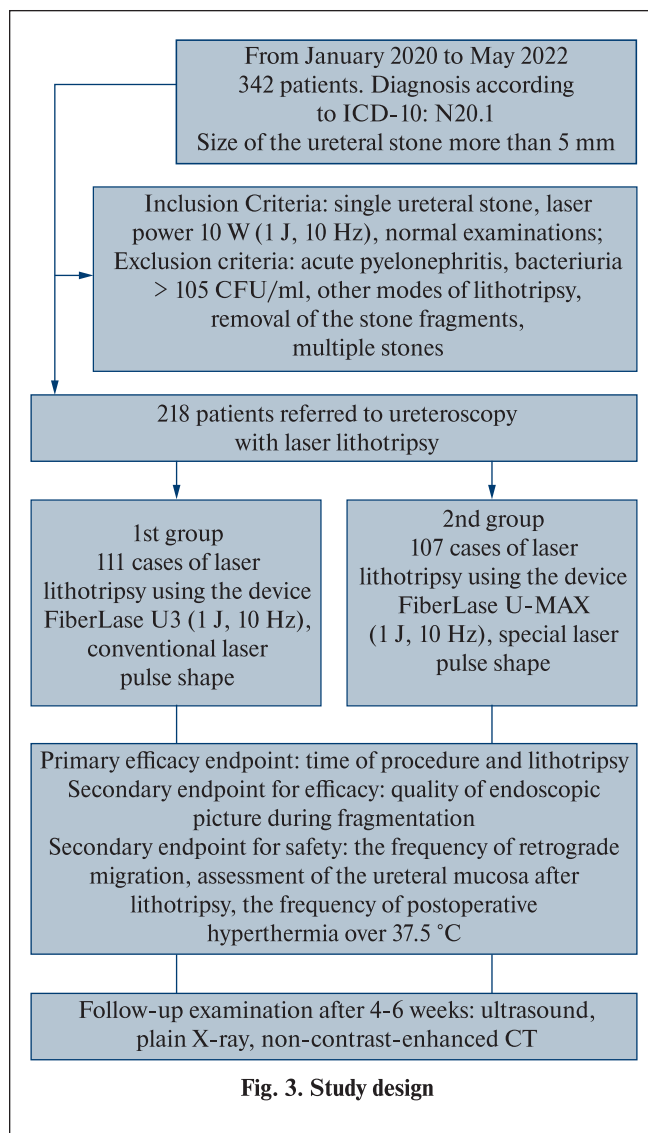 From January 2020 to May 2022
342 patients. Diagnosis according
to ICD-10: N20.1
Size of the ureteral stone more than 5 mm
Inclusion Criteria: single ureteral stone, laser
power 10 W (1 J, 10 Hz), normal examinations;
Exclusion criteria: acute pyelonephritis, bacteriuria
> 105 CFU/ml, other modes of lithotripsy,
removal of the stone fragments,
multiple stones
218 patients referred to ureteroscopy
with laser lithotripsy
1st group
111 cases of laser
lithotripsy using the device
FiberLase U3 (1 J, 10 Hz),
conventional laser
pulse shape
2nd group
107 cases of laser
lithotripsy using the device
FiberLase U-MAX
(1 J, 10 Hz), special laser
pulse shape
Primary efficacy endpoint: time of procedure and lithotripsy
Secondary endpoint for efficacy: quality of endoscopic
picture during fragmentation
Secondary endpoint for safety: the frequency of retrograde
migration, assessment of the ureteral mucosa after
lithotripsy, the frequency of postoperative
hyperthermia over 37.5 °C
Follow-up examination after 4-6 weeks: ultrasound,
plain X-ray, non-contrast-enhanced CT
Fig. 3. Study design